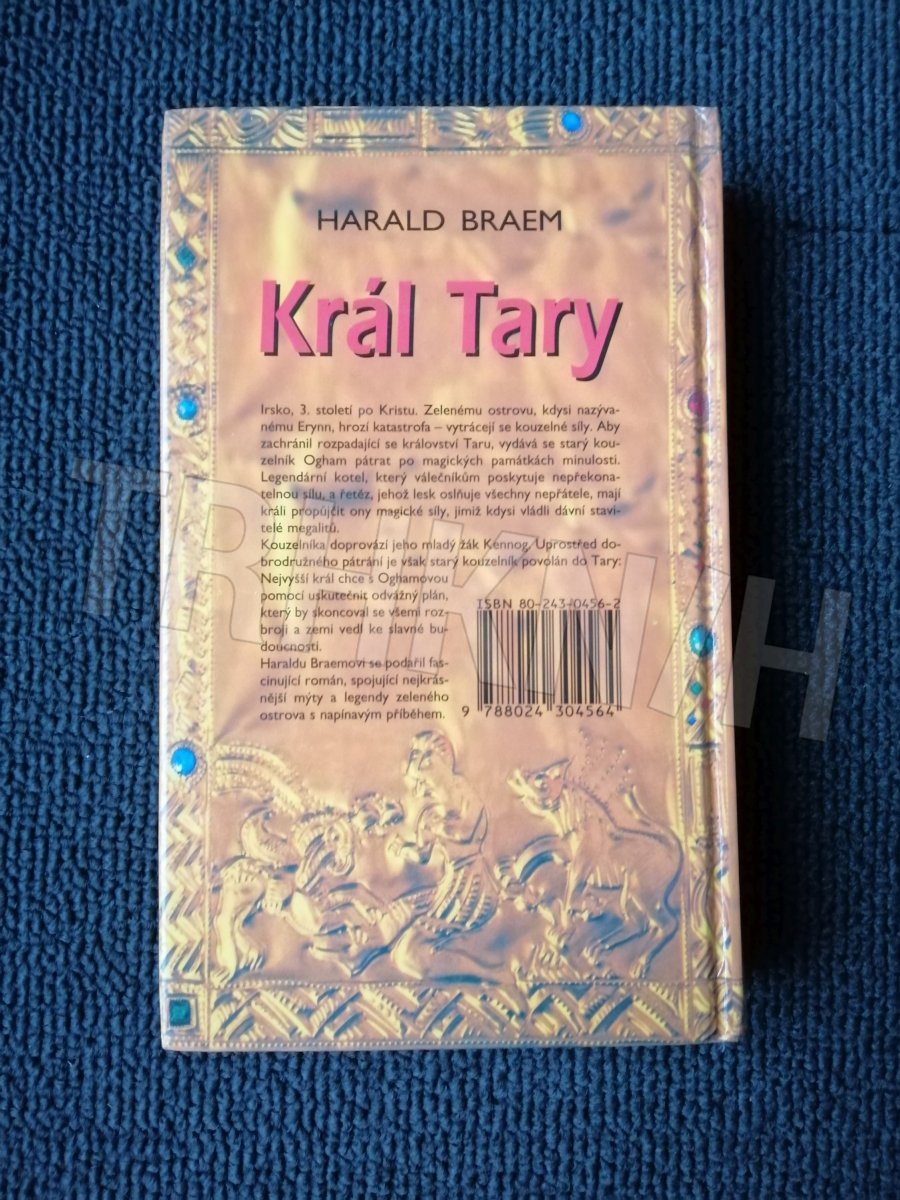 HARALD BRAEM
Král Tary
Irsko, 3. století po Kristu. Zelenému ostrovu, kdysi nazýva-
nému Erynn, hrozí katastrofa – vytrácejí se kouzelné síly. Aby
zachránil rozpadající se království Taru, vydává se starý kou-
zelník Ogham pátrat po magických památkách minulosti.
Legendární kotel, který válečníkům poskytuje nepřekona-
telnou sílu, a řetěz, jehož lesk oslňuje všechny nepřátele, mají
králi propůjčit ony magické síly, jimiž kdysi vládli dávní stavi-
telé megalitů.
Kouzelníka doprovází jeho mladý žák Kennog. Uprostřed do-
brodružného pátrání je však starý kouzelník povolán do Tary:
Nejvyšší král chce s Oghamovou
pomocí uskutečnit odvážný plán,
který by skoncoval se všemi roz-
broji a zemi vedl ke slavné bu-
doucnosti.
Haraldu Braemovi se podařil fas-
cinující román, spojující nejkrás-
nější mýty a legendy zeleného
ostrova s napínavým příběhem.
ISBN 80-243-0456-2
9 788024 304564
TRHKNIH